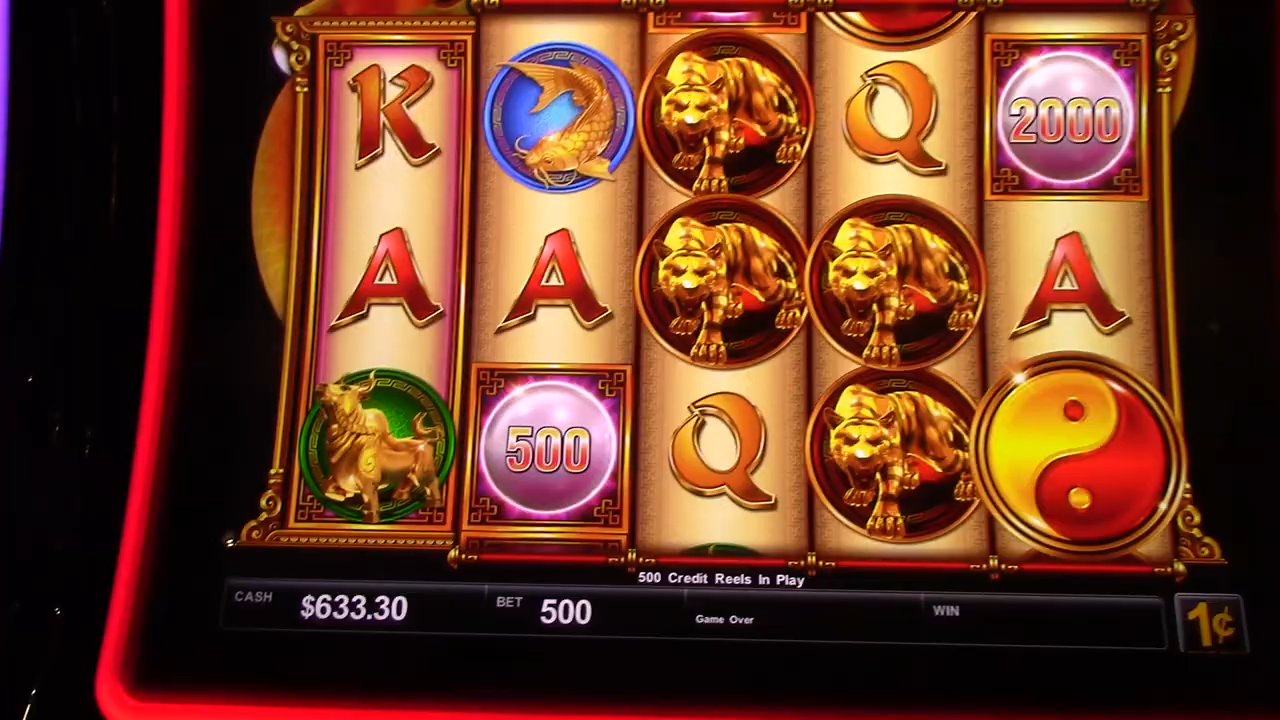 K Q 2000
A A A
500 Q
500 Credit Reels In Play
CASH $633.30 BET 500 Game Over WIN 1¢